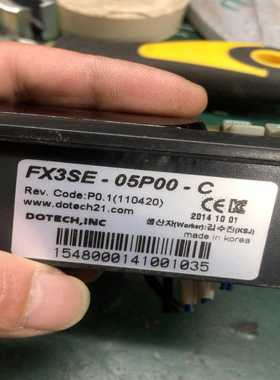 FX3SE - 05P00 - C
Rev. Code:P0.1(110420)
www.dotech21.com
CE
2014 10 01
DOTECH,INC
생산자(Worker):김수진(KSJ)
made in korea
1548000141001035